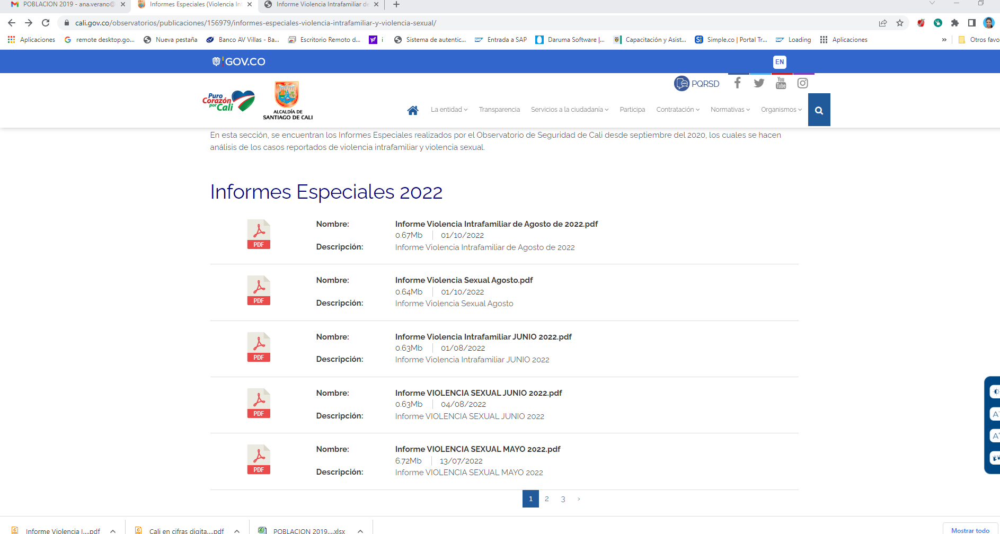 POBLACION 2019 - ana.verano@
Informes Especiales (Violencia Int
Informe Violencia Intrafamiliar de
cali.gov.co/observatorios/publicaciones/156979/informes-especiales-violencia-intrafamiliar-y-violencia-sexual/
Aplicaciones
remote desktop.go...
Nueva pestaña
Banco AV Villas - Ba...
Escritorio Remoto d...
i
Sistema de autentic...
Entrada a SAP
Daruma Software |...
Capacitación y Asist...
Simple.co | Portal Tr...
Loading
Aplicaciones
»
Otros favo
GOV.CO
EN
PQRSD
You
Tube
Puro
Corazón
por
Cali
ALCALDÍA DE
SANTIAGO DE CALI
La entidad
Transparencia
Servicios a la ciudadanía
Participa
Contratación
Normativas
Organismos
En esta sección, se encuentran los Informes Especiales realizados por el Observatorio de Seguridad de Cali desde septiembre del 2020, los cuales se hacen
análisis de los casos reportados de violencia intrafamiliar y violencia sexual.
Informes Especiales 2022
PDF
Nombre:
Informe Violencia Intrafamiliar de Agosto de 2022.pdf
0.67Mb | 01/10/2022
Descripción:
Informe Violencia Intrafamiliar de Agosto de 2022
PDF
Nombre:
Informe Violencia Sexual Agosto.pdf
0.64Mb | 01/10/2022
Descripción:
Informe Violencia Sexual Agosto
PDF
Nombre:
Informe Violencia Intrafamiliar JUNIO 2022.pdf
0.63Mb | 01/08/2022
Descripción:
Informe Violencia Intrafamiliar JUNIO 2022
PDF
Nombre:
Informe VIOLENCIA SEXUAL JUNIO 2022.pdf
0.63Mb | 04/08/2022
Descripción:
Informe VIOLENCIA SEXUAL JUNIO 2022
PDF
Nombre:
Informe VIOLENCIA SEXUAL MAYO 2022.pdf
6.72Mb | 13/07/2022
Descripción:
Informe VIOLENCIA SEXUAL MAYO 2022
1 2 3 ›
A-
A+
Informe Violencia I....pdf
Cali en cifras digita....pdf
POBLACION 2019....xlsx
Mostrar todo